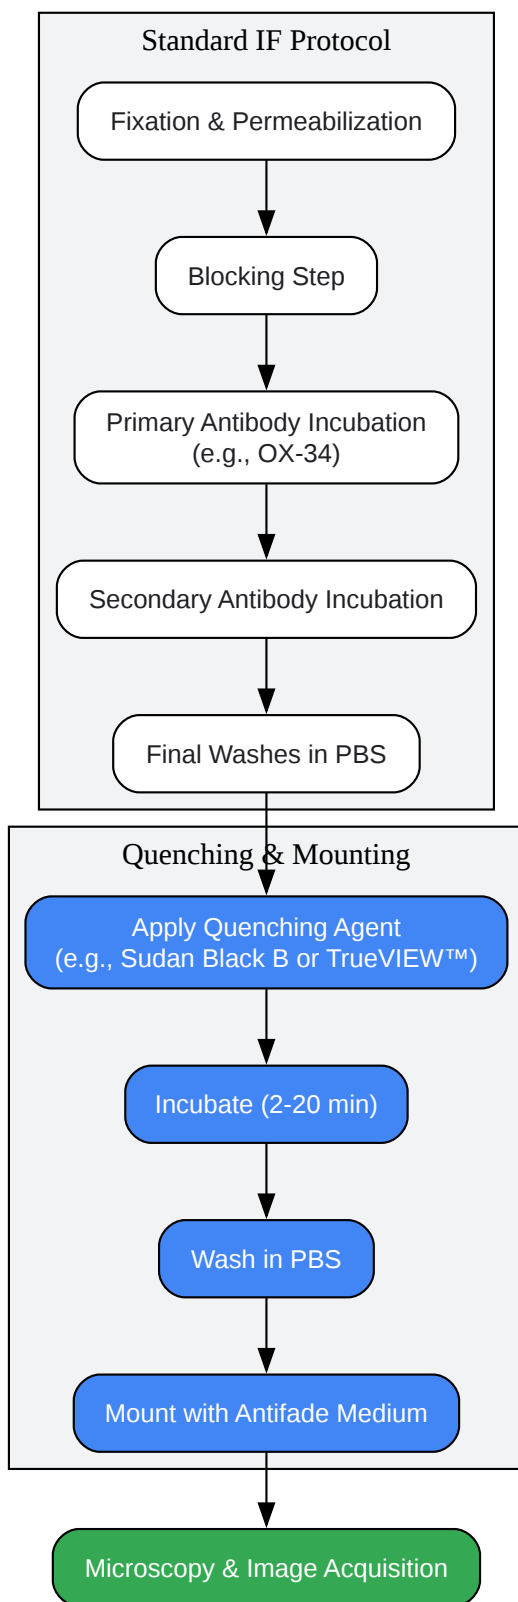 Standard IF Protocol
Fixation & Permeabilization
Blocking Step
Primary Antibody Incubation
(e.g., OX-34)
Secondary Antibody Incubation
Final Washes in PBS
Quenching & Mounting
Apply Quenching Agent
(e.g., Sudan Black B or TrueVIEW™)
Incubate (2-20 min)
Wash in PBS
Mount with Antifade Medium
Microscopy & Image Acquisition